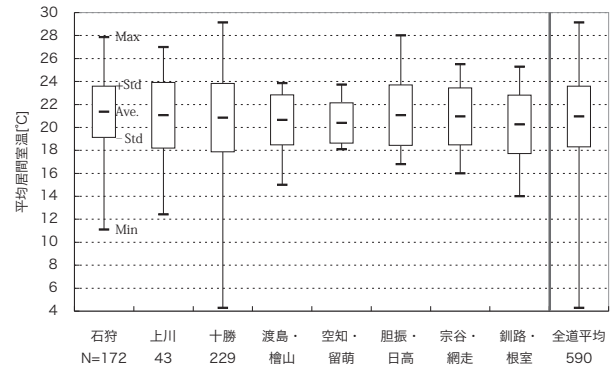 平均居間室温[℃]
30
28
26
24
22
20
18
16
14
12
10
8
6
4
Max
+Std
Ave.
-Std
Min
石狩 上川 十勝 渡島・ 空知・ 胆振・ 宗谷・ 釧路・ 全道平均
N=172 43 229 檜山 留萌 日高 網走 根室 590